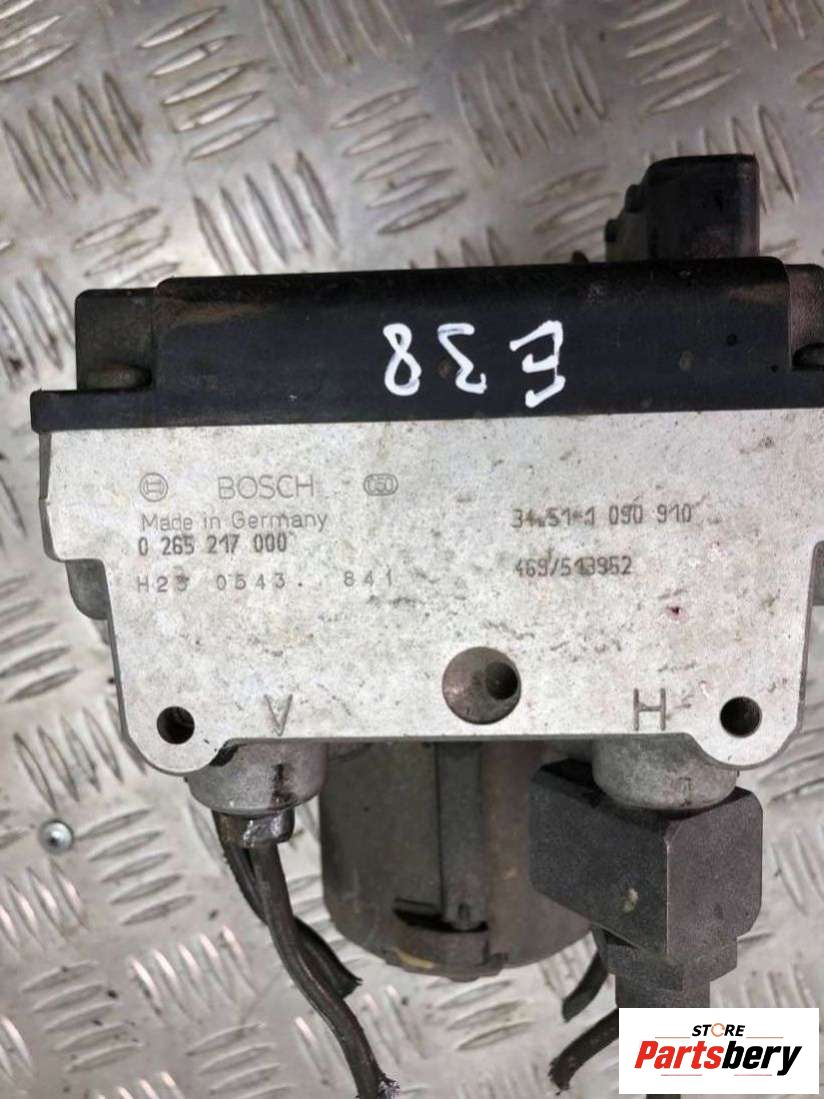 E38
BOSCH
Made in Germany
0 265 217 000
H23 0543. 841
34.51-1 090 910
469/513952
V
H
STORE
Partsbery